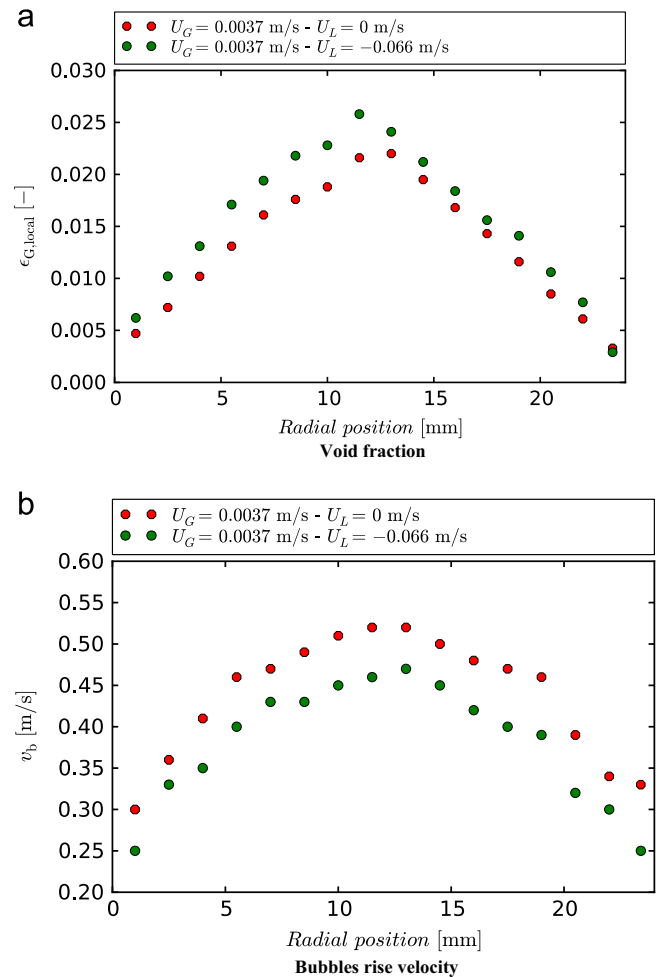 a
U_G = 0.0037 m/s - U_L = 0 m/s
U_G = 0.0037 m/s - U_L = −0.066 m/s
0.030
0.025
0.020
0.015
0.010
0.005
0.000
ϵ_G,local [−]
0 5 10 15 20
Radial position [mm]
Void fraction
b
U_G = 0.0037 m/s - U_L = 0 m/s
U_G = 0.0037 m/s - U_L = −0.066 m/s
0.60
0.55
0.50
0.45
0.40
0.35
0.30
0.25
0.20
v_b [m/s]
0 5 10 15 20
Radial position [mm]
Bubbles rise velocity